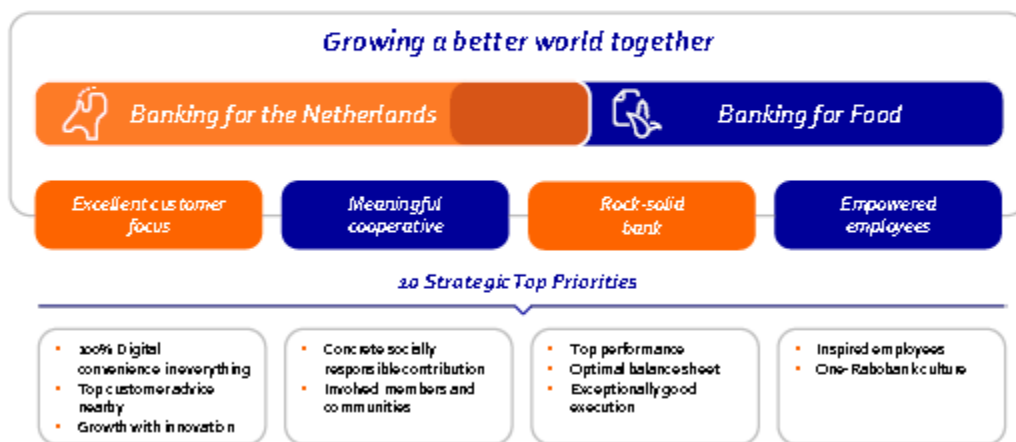 Growing a better world together
Banking for the Netherlands
Banking for Food
Excellent customer
focus
Meaningful
cooperative
Rock-solid
bank
Empowered
employees
10 Strategic Top Priorities
• 100% Digital
convenience in everything
• Top customer advice
nearby
• Growth with innovation
• Concrete socially
responsible contribution
• Involved members and
communities
• Top performance
• Optimal balance sheet
• Exceptionally good
execution
• Inspired employees
• One-Rabobank culture